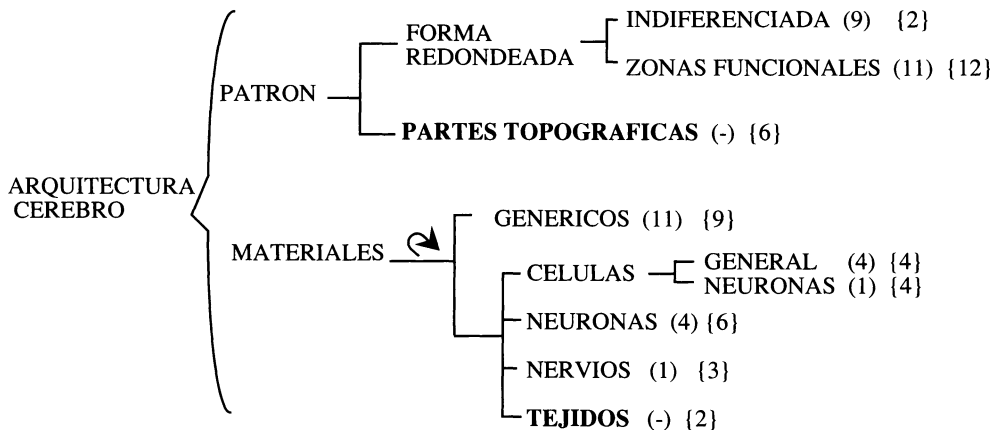 FORMA
REDONDEADA
INDIFERENCIADA (9) {2}
ZONAS FUNCIONALES (11) {12}
PATRON
PARTES TOPOGRAFICAS (-) {6}
ARQUITECTURA
CEREBRO
MATERIALES
GENERICOS (11) {9}
CELULAS
GENERAL (4) {4}
NEURONAS (1) {4}
NEURONAS (4) {6}
NERVIOS (1) {3}
TEJIDOS (-) {2}